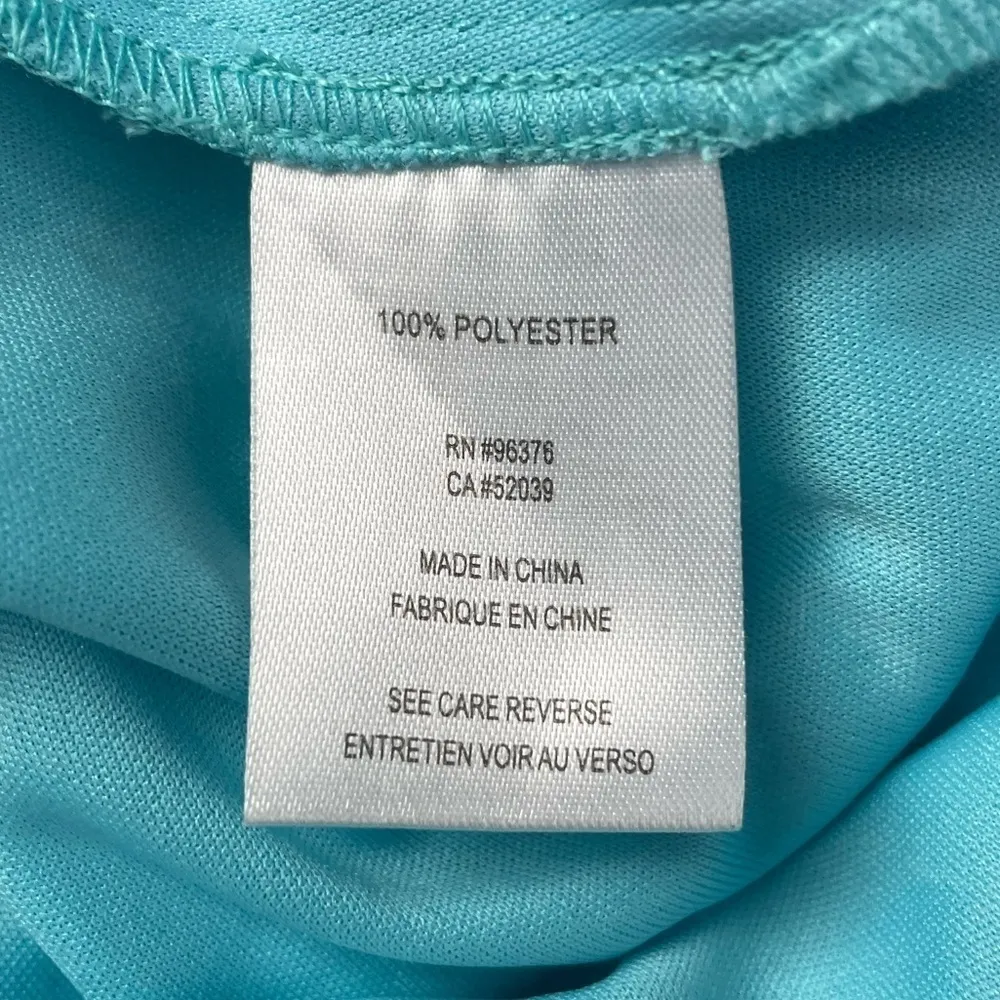 100% POLYESTER
RN #96376
CA #52039
MADE IN CHINA
FABRIQUE EN CHINE
SEE CARE REVERSE
ENTRETIEN VOIR AU VERSO